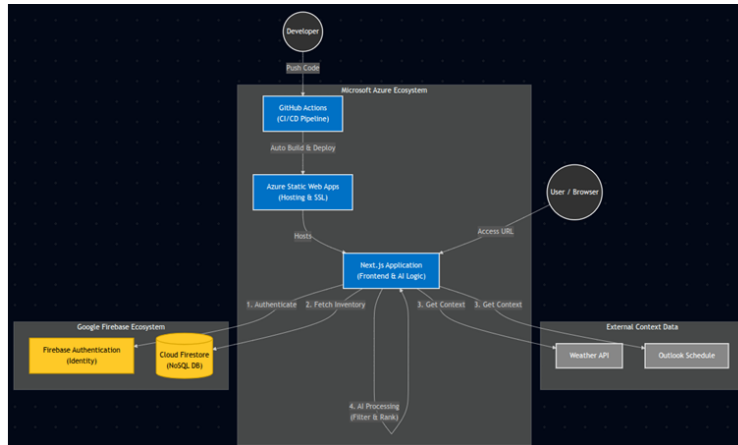 Developer
Push Code
Microsoft Azure Ecosystem
GitHub Actions
(CI/CD Pipeline)
Auto Build & Deploy
Azure Static Web Apps
(Hosting & SSL)
User / Browser
Hosts
Access URL
Next.js Application
(Frontend & AI Logic)
1. Authenticate
2. Fetch Inventory
3. Get Context
3. Get Context
Google Firebase Ecosystem
External Context Data
Firebase Authentication
(Identity)
Cloud Firestore
(NoSQL DB)
Weather API
Outlook Schedule
4. AI Processing
(Filter & Rank)